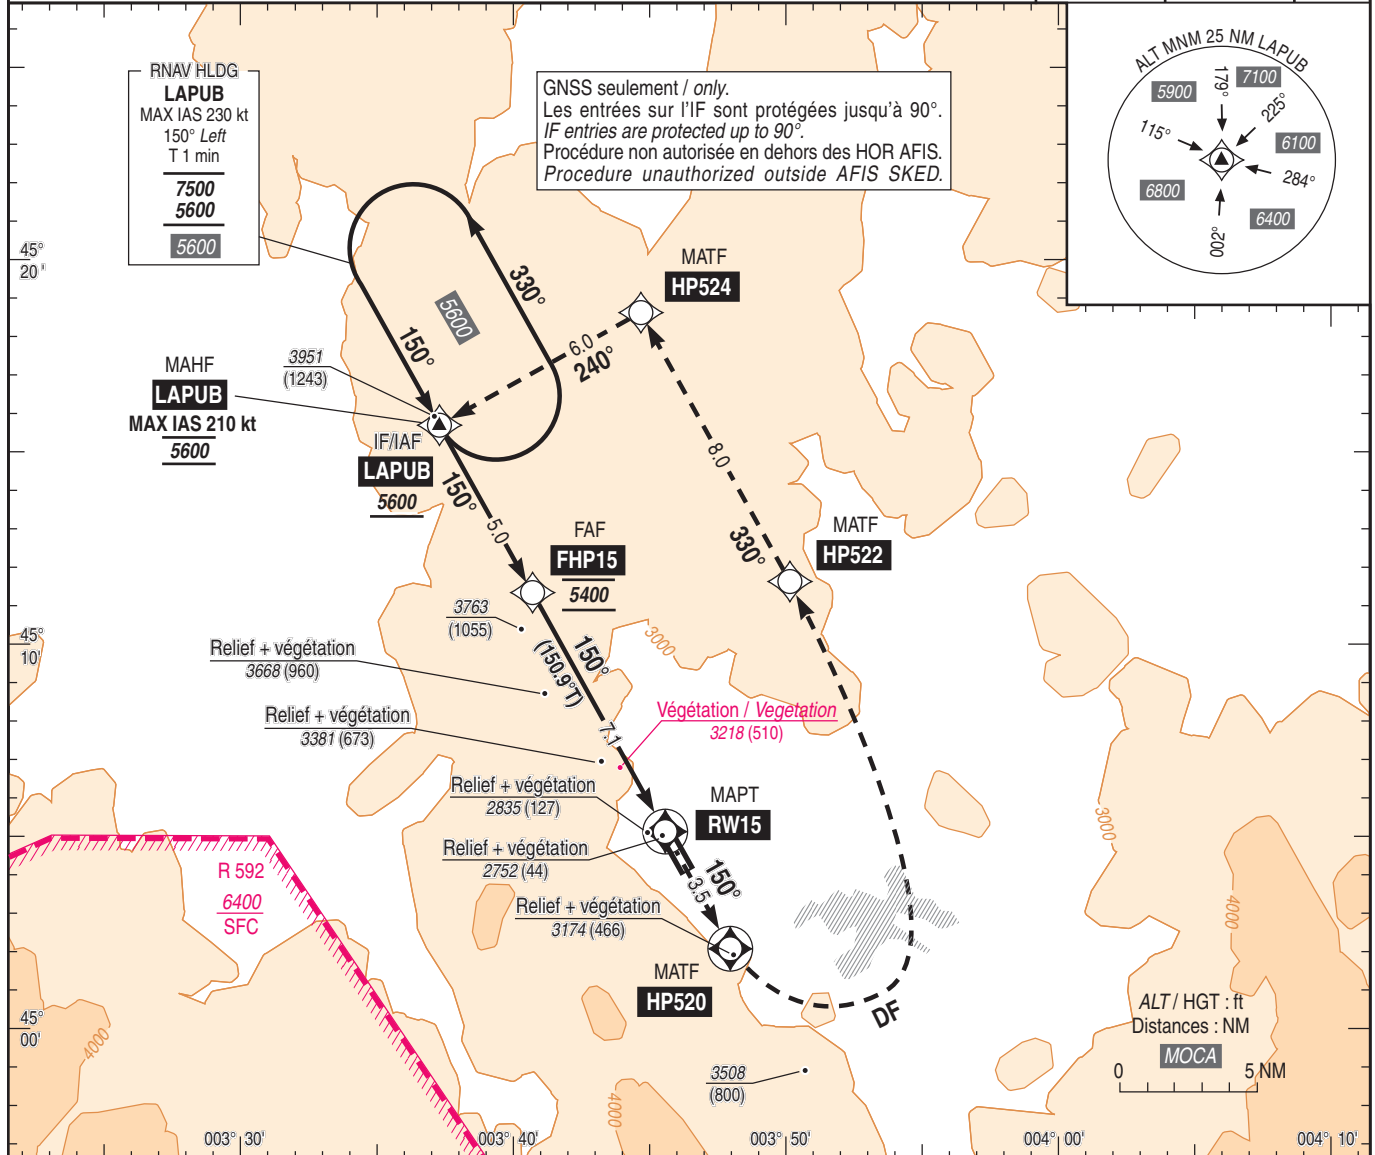 RNAV HLDG
LAPUB
MAX IAS 230 kt
150° Left
T 1 min
7500
5600
5600
GNSS seulement / only.
Les entrées sur l'IF sont protégées jusqu'à 90°.
IF entries are protected up to 90°.
Procédure non autorisée en dehors des HOR AFIS.
Procedure unauthorized outside AFIS SKED.
ALT MNM 25 NM LAPUB
5900
179°
7100
225°
115°
6100
284°
6800
6400
002°
45°
20'
330°
5600
150°
MATF
HP524
6.0
240°
3951
(1243)
MAHF
LAPUB
MAX IAS 210 kt
5600
IF/IAF
LAPUB
5600
150°
5.0
8.0
330°
MATF
HP522
FAF
FHP15
5400
3763
(1055)
45°
10'
Relief + végétation
3668 (960)
150°
(150.9°T)
3000
7.1
Relief + végétation
3381 (673)
Végétation / Vegetation
3218 (510)
Relief + végétation
2835 (127)
MAPT
RW15
3000
Relief + végétation
2752 (44)
150°
3.5
R 592
6400
SFC
Relief + végétation
3174 (466)
4000
MATF
HP520
DF
45°
00'
4000
ALT / HGT : ft
Distances : NM
MOCA
0 5 NM
3508
(800)
4000
003° 30'
003° 40'
003° 50'
004° 00'
004° 10'